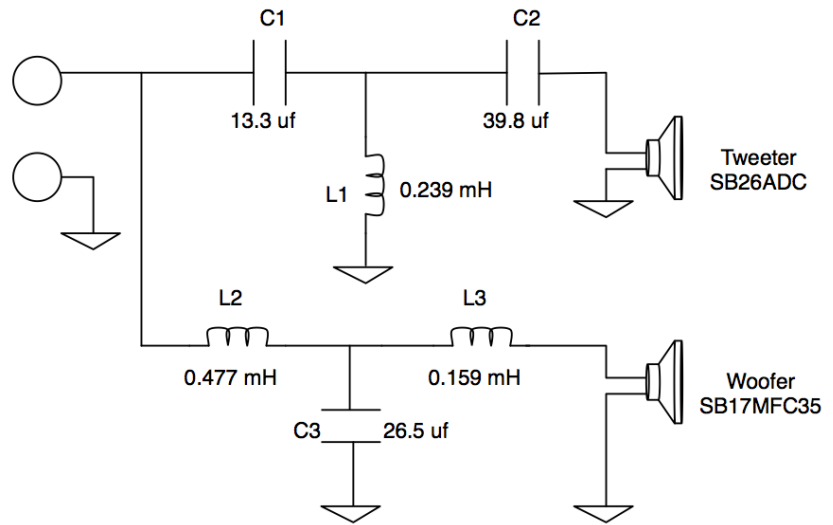 C1
C2
13.3 uf
39.8 uf
Tweeter
SB26ADC
L1
0.239 mH
L2
L3
0.477 mH
0.159 mH
Woofer
SB17MFC35
C3
26.5 uf